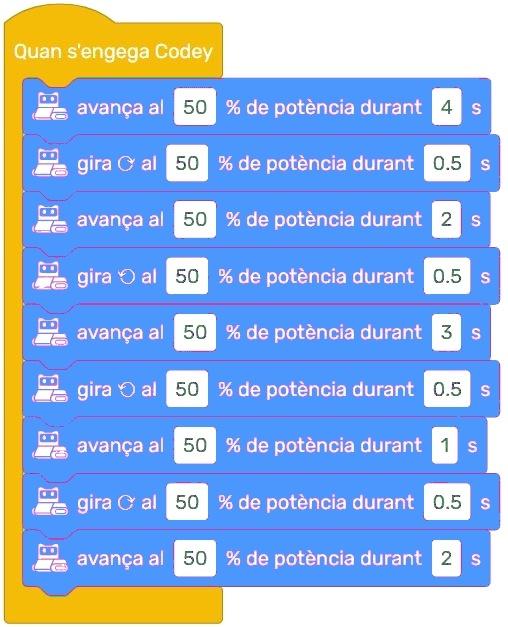 Quan s'engega Codey
avança al 50 % de potència durant 4 s
gira al 50 % de potència durant 0.5 s
avança al 50 % de potència durant 2 s
gira al 50 % de potència durant 0.5 s
avança al 50 % de potència durant 3 s
gira al 50 % de potència durant 0.5 s
avança al 50 % de potència durant 1 s
gira al 50 % de potència durant 0.5 s
avança al 50 % de potència durant 2 s